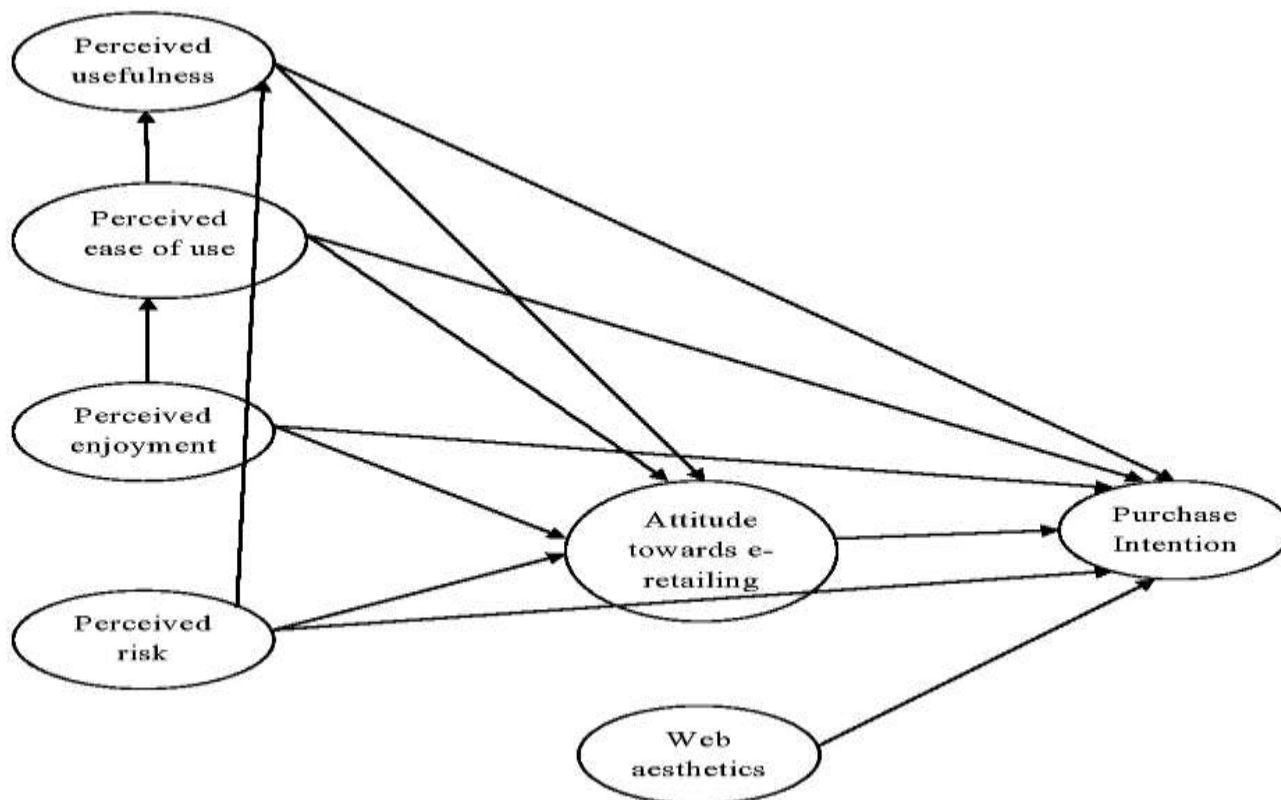 Perceived
usefulness
Perceived
ease of use
Perceived
enjoyment
Attitude
towards e-
retailing
Purchase
Intention
Perceived
risk
Web
aesthetics